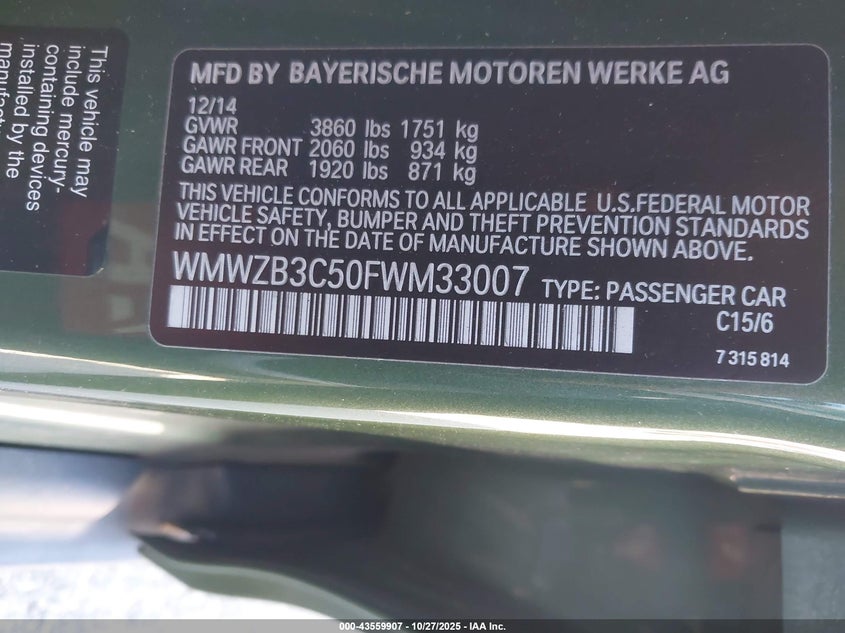 MFD BY BAYERISCHE MOTOREN WERKE AG
12/14
GVWR 3860 lbs 1751 kg
GAWR FRONT 2060 lbs 934 kg
GAWR REAR 1920 lbs 871 kg
THIS VEHICLE CONFORMS TO ALL APPLICABLE U.S.FEDERAL MOTOR
VEHICLE SAFETY, BUMPER AND THEFT PREVENTION STANDARDS
IN EFFECT ON THE DATE OF MANUFACTURE SHOWN ABOVE.
WMWZB3C50FWM33007 TYPE: PASSENGER CAR
C15/6
7 315 814
This vehicle may
include mercury-
containing devices
installed by the
000-43559907 - 10/27/2025 - IAA Inc.